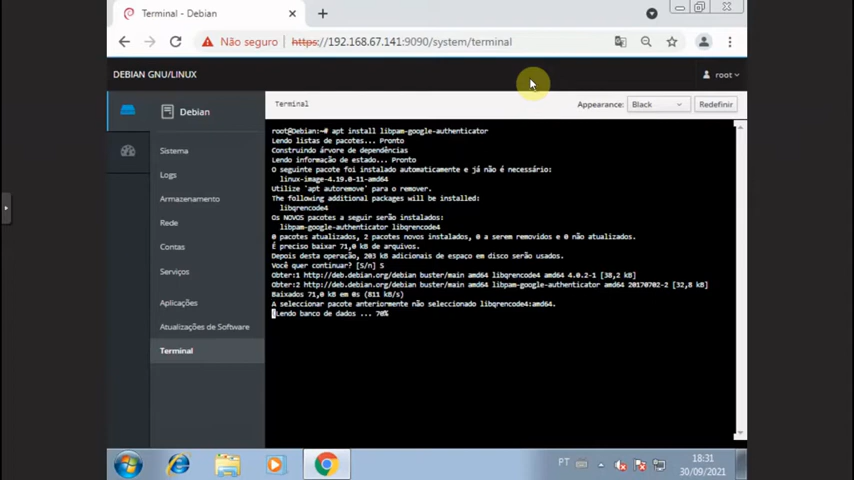 Terminal - Debian
Não seguro
https://192.168.67.141:9090/system/terminal
DEBIAN GNU/LINUX
root
Debian
Terminal
Appearance:
Black
Redefinir
Sistema
Logs
Armazenamento
Rede
Contas
Serviços
Aplicações
Atualizações de Software
Terminal
root@Debian:~# apt install libpam-google-authenticator
Lendo listas de pacotes... Pronto
Construindo árvore de dependências
Lendo informação de estado... Pronto
O seguinte pacote foi instalado automaticamente e já não é necessário:
linux-image-4.19.0-11-amd64
Utilize 'apt autoremove' para o remover.
The following additional packages will be installed:
libqrencode4
Os NOVOS pacotes a seguir serão instalados:
libpam-google-authenticator libqrencode4
0 pacotes atualizados, 2 pacotes novos instalados, 0 a serem removidos e 0 não atualizados.
É preciso baixar 71,0 kB de arquivos.
Depois desta operação, 203 kB adicionais de espaço em disco serão usados.
Você quer continuar? [S/n] S
Obter:1 http://deb.debian.org/debian buster/main amd64 libqrencode4 amd64 4.0.2-1 [38,2 kB]
Obter:2 http://deb.debian.org/debian buster/main amd64 libpam-google-authenticator amd64 20170702-2 [32,8 kB]
Baixados 71,0 kB em 0s (811 kB/s)
A seleccionar pacote anteriormente não seleccionado libqrencode4:amd64.
(Lendo banco de dados ... 70%
PT
18:31
30/09/2021